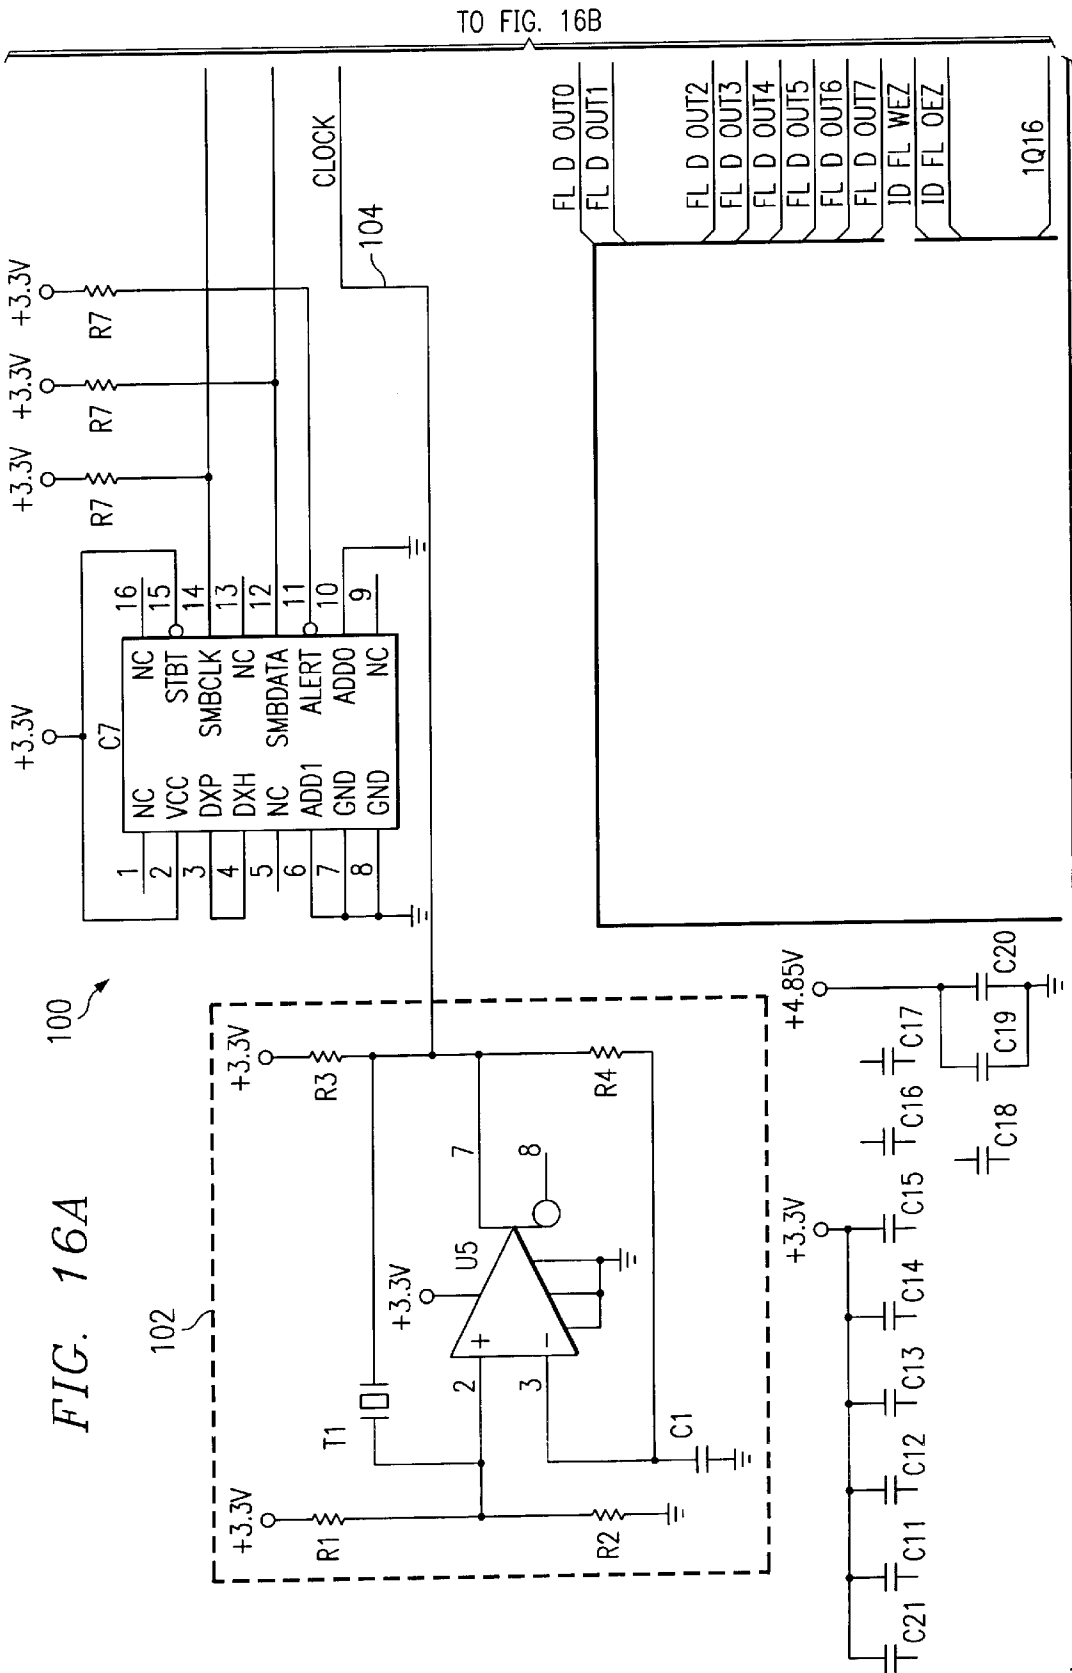 TO FIG. 16B
FIG. 16A
100
102
+3.3V
+3.3V
R1
R2
T1
+3.3V
R3
R4
C1
+3.3V
U5
+
−
2
3
7
8
+3.3V
C7
1 NC
2 VCC
3 DXP
4 DXH
5 NC
6 ADD1
7 GND
8 GND
NC 16
STBT 15
SMBCLK 14
NC 13
SMBDATA 12
ALERT 11
ADD0 10
NC 9
+3.3V
R7
+3.3V
R7
R7
CLOCK
104
FL D OUT0
FL D OUT1
FL D OUT2
FL D OUT3
FL D OUT4
FL D OUT5
FL D OUT6
FL D OUT7
ID FL WEZ
ID FL OEZ
1Q16
+3.3V
C21
C11
C12
C13
C14
C15
C16
C17
+4.85V
C18
C19
C20